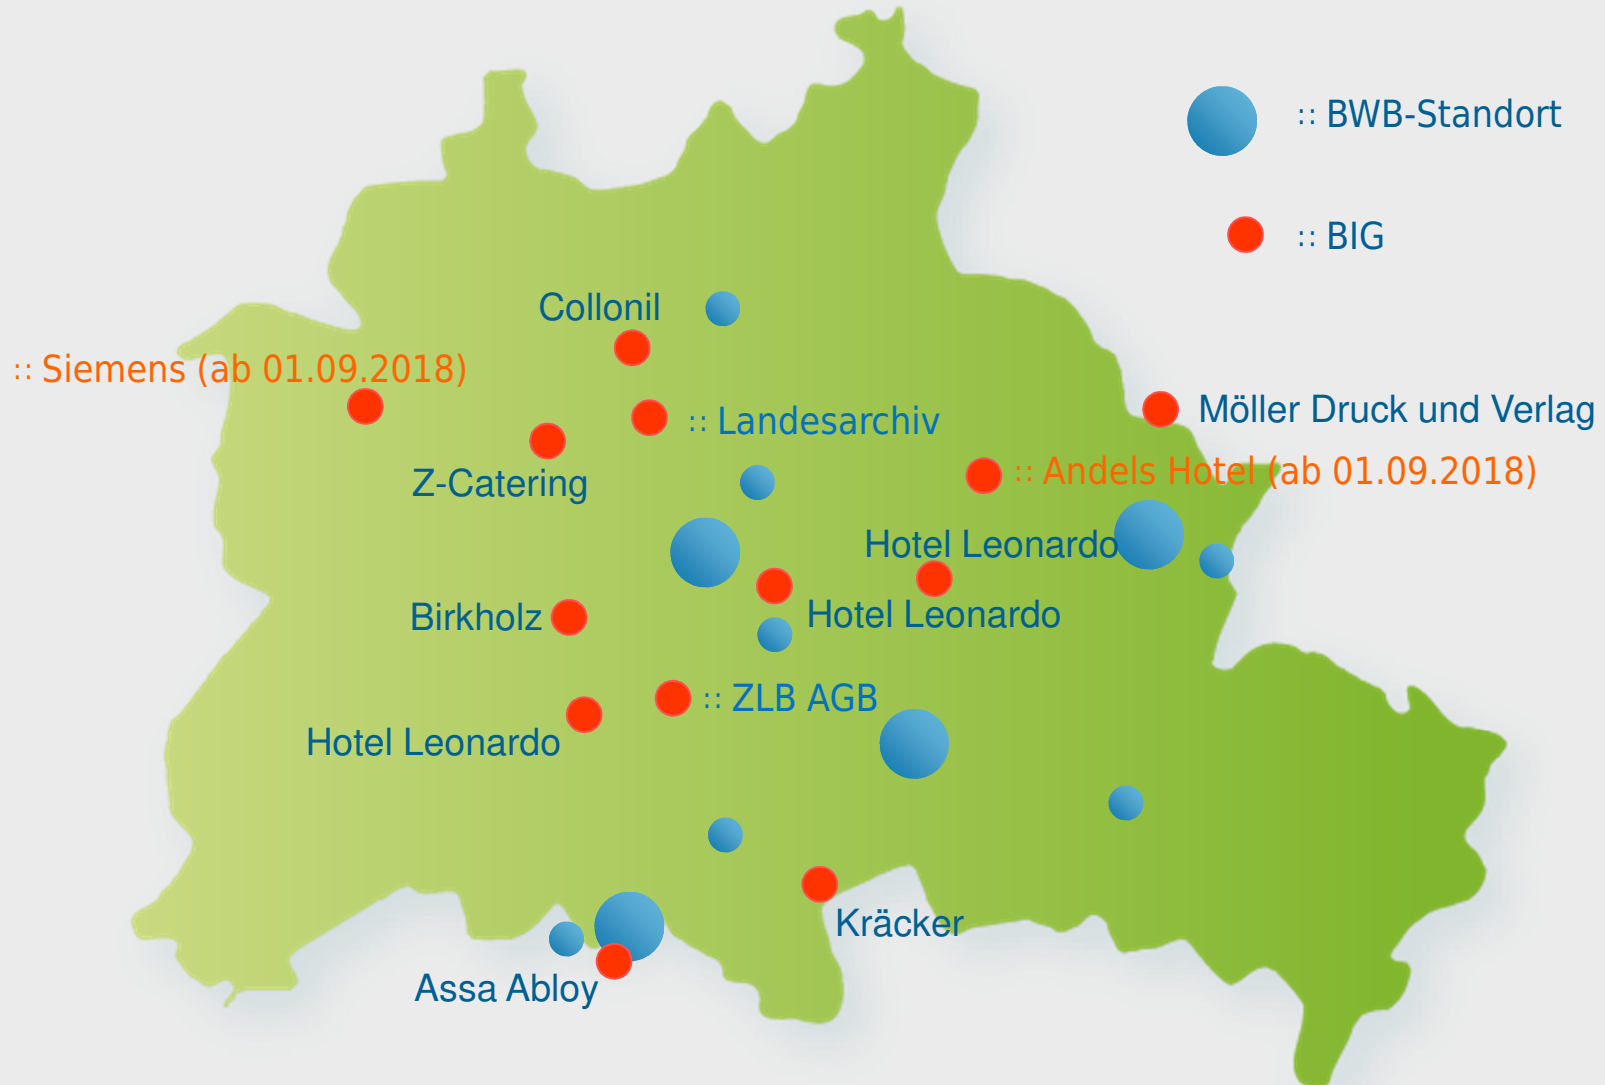 :: BWB-Standort
:: BIG
Collonil
:: Siemens (ab 01.09.2018)
Möller Druck und Verlag
:: Landesarchiv
:: Andels Hotel (ab 01.09.2018)
Z-Catering
Hotel Leonardo
Hotel Leonardo
Birkholz
:: ZLB AGB
Hotel Leonardo
Kräcker
Assa Abloy